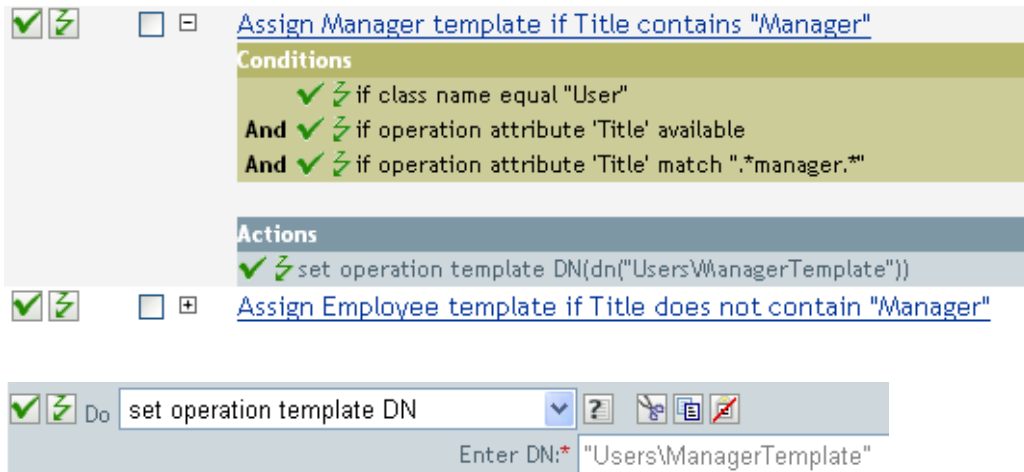 Assign Manager template if Title contains "Manager"
Conditions
if class name equal "User"
And if operation attribute 'Title' available
And if operation attribute 'Title' match ".*manager.*"
Actions
set operation template DN(dn("Users\ManagerTemplate"))
Assign Employee template if Title does not contain "Manager"
Do set operation template DN
Enter DN:* "Users\ManagerTemplate"